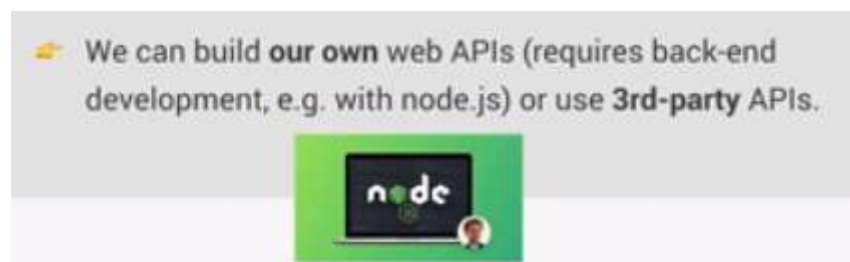 👉 We can build our own web APIs (requires back-end
development, e.g. with node.js) or use 3rd-party APIs.
node
JS